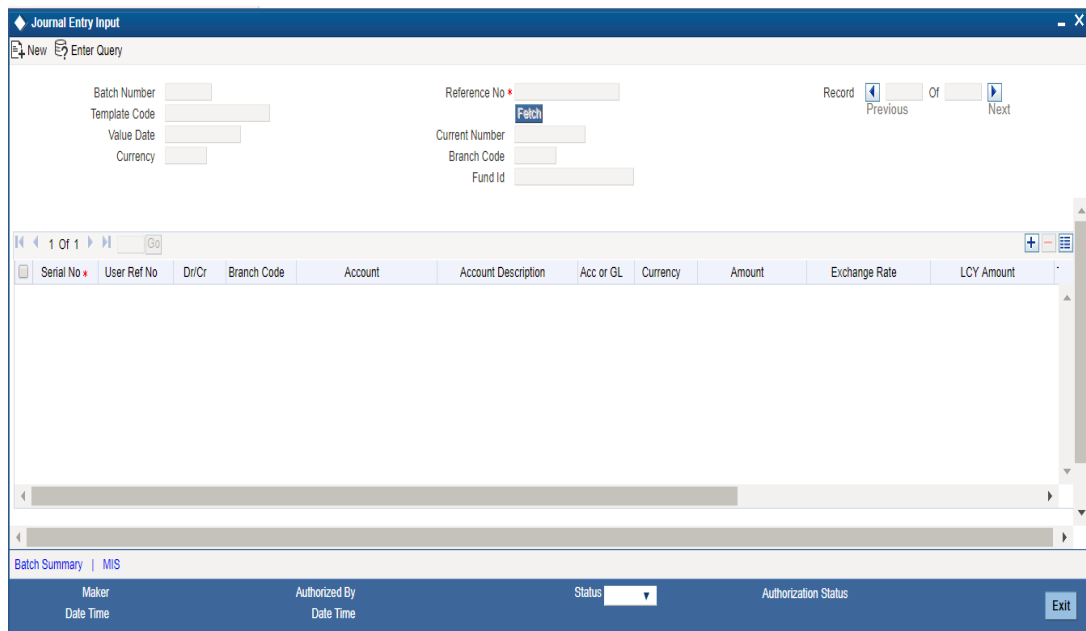 Journal Entry Input
New Enter Query
Batch Number
Template Code
Value Date
Currency
Reference No *
Fetch
Current Number
Branch Code
Fund Id
Record Of
Previous Next
1 Of 1 Go
Serial No * User Ref No Dr/Cr Branch Code Account Account Description Acc or GL Currency Amount Exchange Rate LCY Amount
Batch Summary | MIS
Maker Authorized By Status Authorization Status
Date Time Date Time
Exit